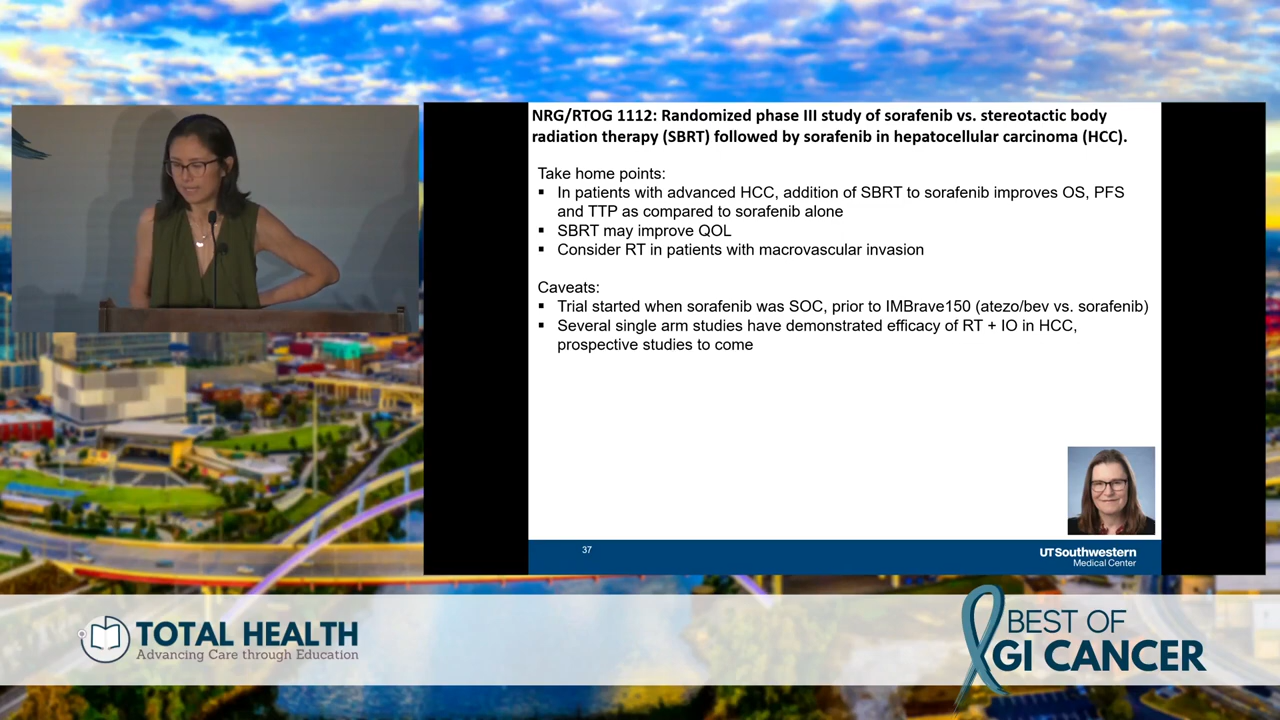 NRG/RTOG 1112: Randomized phase III study of sorafenib vs. stereotactic body
radiation therapy (SBRT) followed by sorafenib in hepatocellular carcinoma (HCC).
Take home points:
▪ In patients with advanced HCC, addition of SBRT to sorafenib improves OS, PFS
and TTP as compared to sorafenib alone
▪ SBRT may improve QOL
▪ Consider RT in patients with macrovascular invasion
Caveats:
▪ Trial started when sorafenib was SOC, prior to IMBrave150 (atezo/bev vs. sorafenib)
▪ Several single arm studies have demonstrated efficacy of RT + IO in HCC,
prospective studies to come
37
UTSouthwestern
Medical Center
TOTAL HEALTH
Advancing Care through Education
BEST OF
GI CANCER